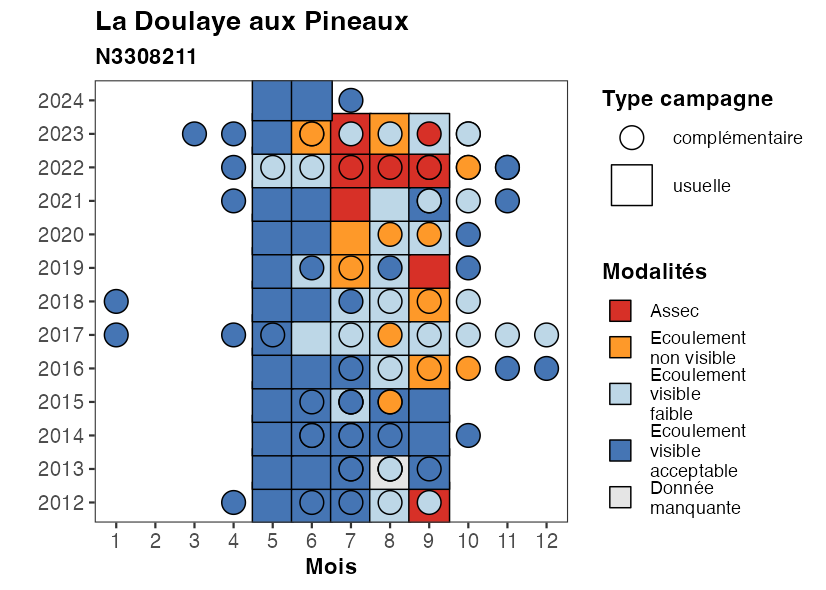 La Doulaye aux Pineaux
N3308211
2024
2023
2022
2021
2020
2019
2018
2017
2016
2015
2014
2013
2012
1 2 3 4 5 6 7 8 9 10 11 12
Mois
Type campagne
complémentaire
usuelle
Modalités
Assec
Ecoulement
non visible
Ecoulement
visible
faible
Ecoulement
visible
acceptable
Donnée
manquante